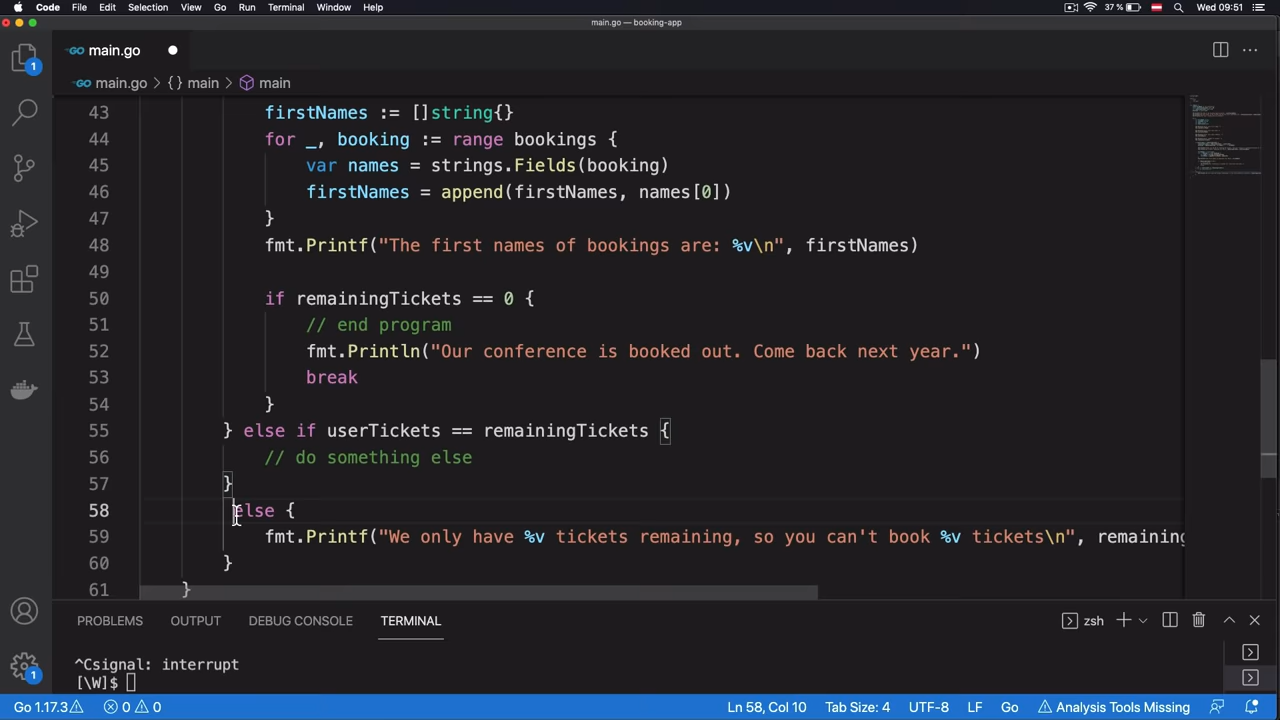 Code File Edit Selection View Go Run Terminal Window Help 37 % Wed 09:51
main.go — booking-app
GO main.go
GO main.go > {} main > main
43 firstNames := []string{}
44 for _, booking := range bookings {
45 var names = strings.Fields(booking)
46 firstNames = append(firstNames, names[0])
47 }
48 fmt.Printf("The first names of bookings are: %v\n", firstNames)
49
50 if remainingTickets == 0 {
51 // end program
52 fmt.Println("Our conference is booked out. Come back next year.")
53 break
54 }
55 } else if userTickets == remainingTickets {
56 // do something else
57 }
58 else {
59 fmt.Printf("We only have %v tickets remaining, so you can't book %v tickets\n", remaining
60 }
61 }
1
1
PROBLEMS OUTPUT DEBUG CONSOLE TERMINAL zsh
^Csignal: interrupt
[\W]$
Go 1.17.3 0 0 Ln 58, Col 10 Tab Size: 4 UTF-8 LF Go Analysis Tools Missing